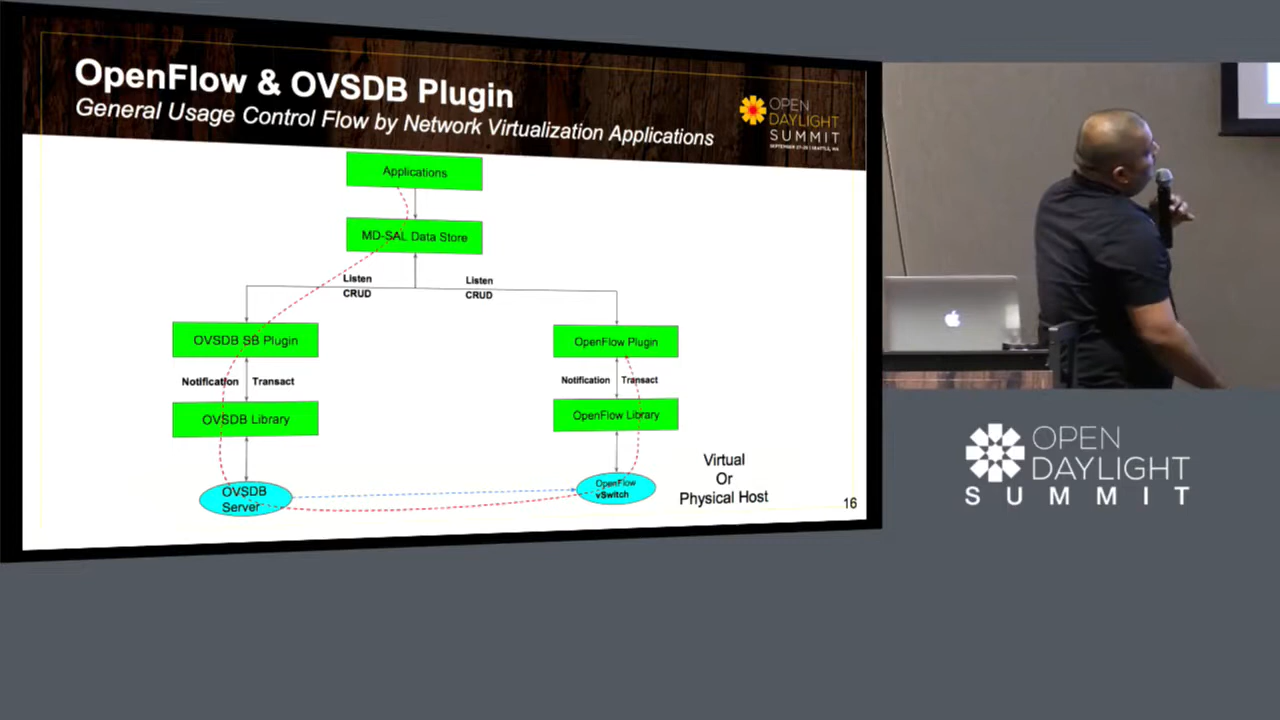 OpenFlow & OVSDB Plugin
General Usage Control Flow by Network Virtualization Applications
OPEN
DAYLIGHT
SUMMIT
SEPTEMBER 27-29 | SEATTLE, WA
Applications
MD-SAL Data Store
Listen
CRUD
Listen
CRUD
OVSDB SB Plugin
OpenFlow Plugin
Notification
Transact
Notification
Transact
OVSDB Library
OpenFlow Library
OVSDB
Server
OpenFlow
vSwitch
Virtual
Or
Physical Host
16
OPEN
DAYLIGHT
SUMMIT